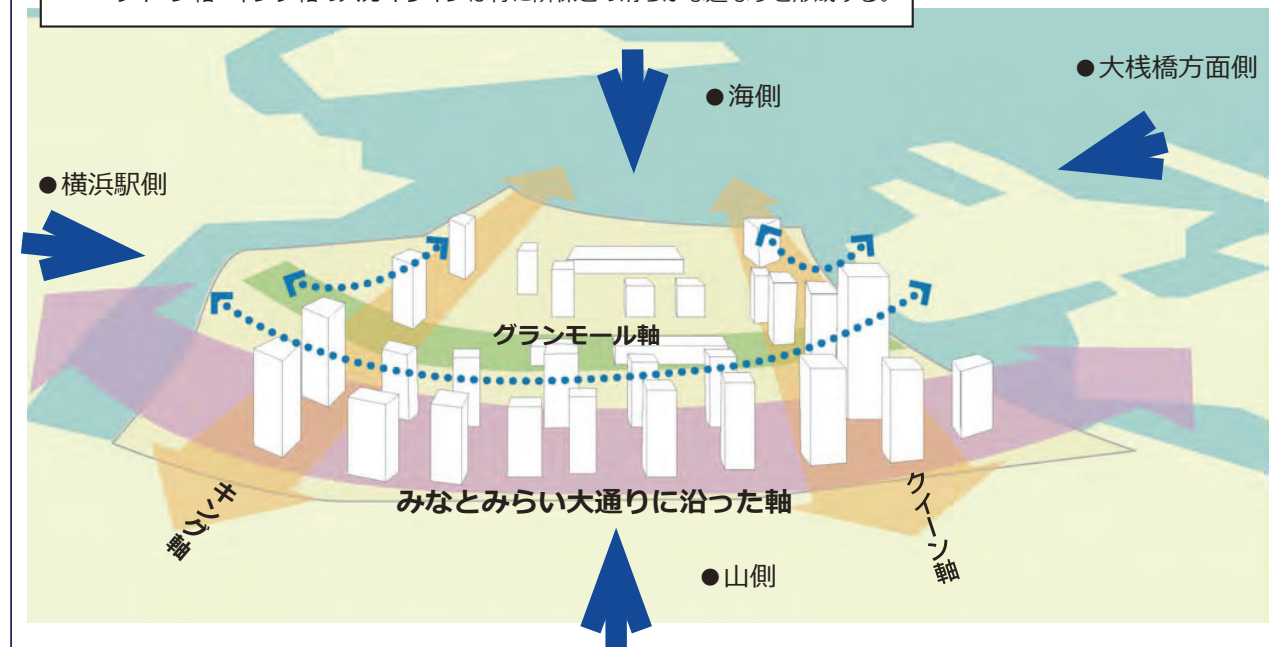 ●海側
●大桟橋方面側
●横浜駅側
グランモール軸
みなとみらい大通りに沿った軸
キング軸
クイーン軸
●山側